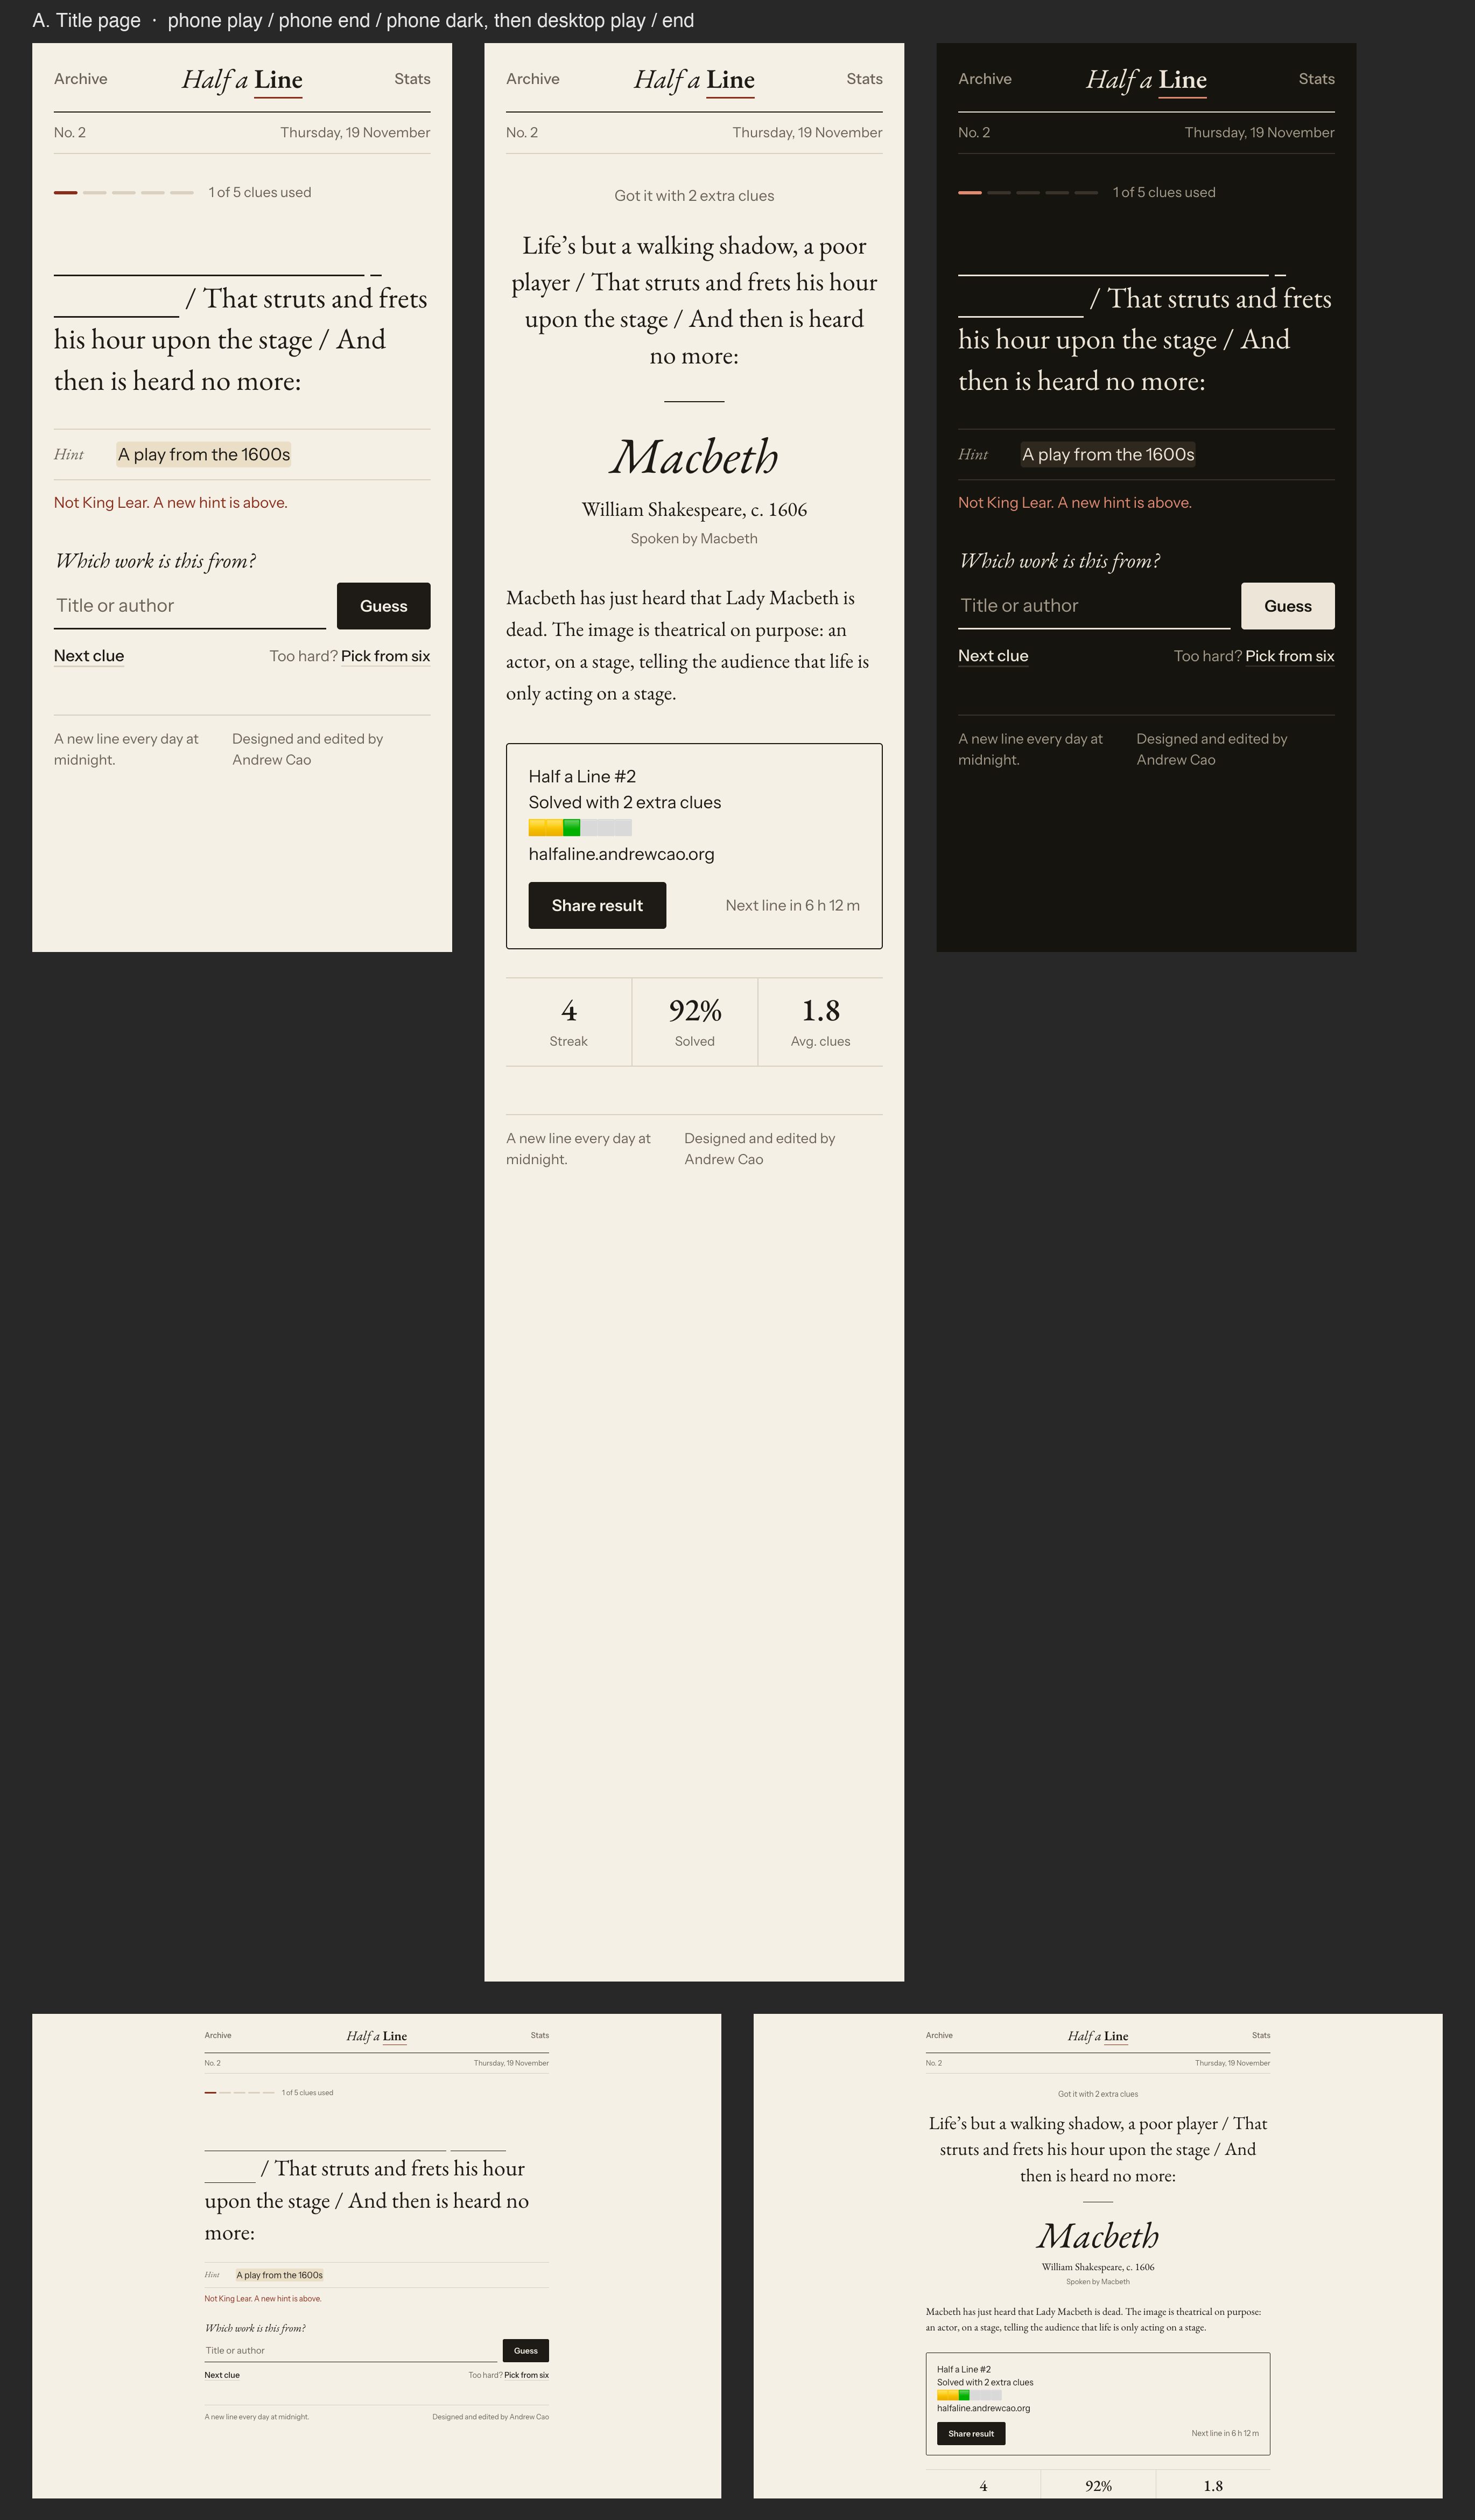 A. Title page · phone play / phone end / phone dark, then desktop play / end
Archive
Half a Line
Stats
No. 2
Thursday, 19 November
1 of 5 clues used
/ That struts and frets
his hour upon the stage / And
then is heard no more:
Hint
A play from the 1600s
Not King Lear. A new hint is above.
Which work is this from?
Title or author
Guess
Next clue
Too hard? Pick from six
A new line every day at
midnight.
Designed and edited by
Andrew Cao
Archive
Half a Line
Stats
No. 2
Thursday, 19 November
Got it with 2 extra clues
Life’s but a walking shadow, a poor
player / That struts and frets his hour
upon the stage / And then is heard
no more:
Macbeth
William Shakespeare, c. 1606
Spoken by Macbeth
Macbeth has just heard that Lady Macbeth is
dead. The image is theatrical on purpose: an
actor, on a stage, telling the audience that life is
only acting on a stage.
Half a Line #2
Solved with 2 extra clues
halfaline.andrewcao.org
Share result
Next line in 6 h 12 m
4
Streak
92%
Solved
1.8
Avg. clues
A new line every day at
midnight.
Designed and edited by
Andrew Cao
Archive
Half a Line
Stats
No. 2
Thursday, 19 November
1 of 5 clues used
/ That struts and frets
his hour upon the stage / And
then is heard no more:
Hint
A play from the 1600s
Not King Lear. A new hint is above.
Which work is this from?
Title or author
Guess
Next clue
Too hard? Pick from six
A new line every day at
midnight.
Designed and edited by
Andrew Cao
Archive
Half a Line
Stats
No. 2
Thursday, 19 November
1 of 5 clues used
/ That struts and frets his hour
upon the stage / And then is heard no
more:
Hint
A play from the 1600s
Not King Lear. A new hint is above.
Which work is this from?
Title or author
Guess
Next clue
Too hard? Pick from six
A new line every day at midnight.
Designed and edited by Andrew Cao
Archive
Half a Line
Stats
No. 2
Thursday, 19 November
Got it with 2 extra clues
Life’s but a walking shadow, a poor player / That
struts and frets his hour upon the stage / And
then is heard no more:
Macbeth
William Shakespeare, c. 1606
Spoken by Macbeth
Macbeth has just heard that Lady Macbeth is dead. The image is theatrical on purpose:
an actor, on a stage, telling the audience that life is only acting on a stage.
Half a Line #2
Solved with 2 extra clues
halfaline.andrewcao.org
Share result
Next line in 6 h 12 m
4
92%
1.8